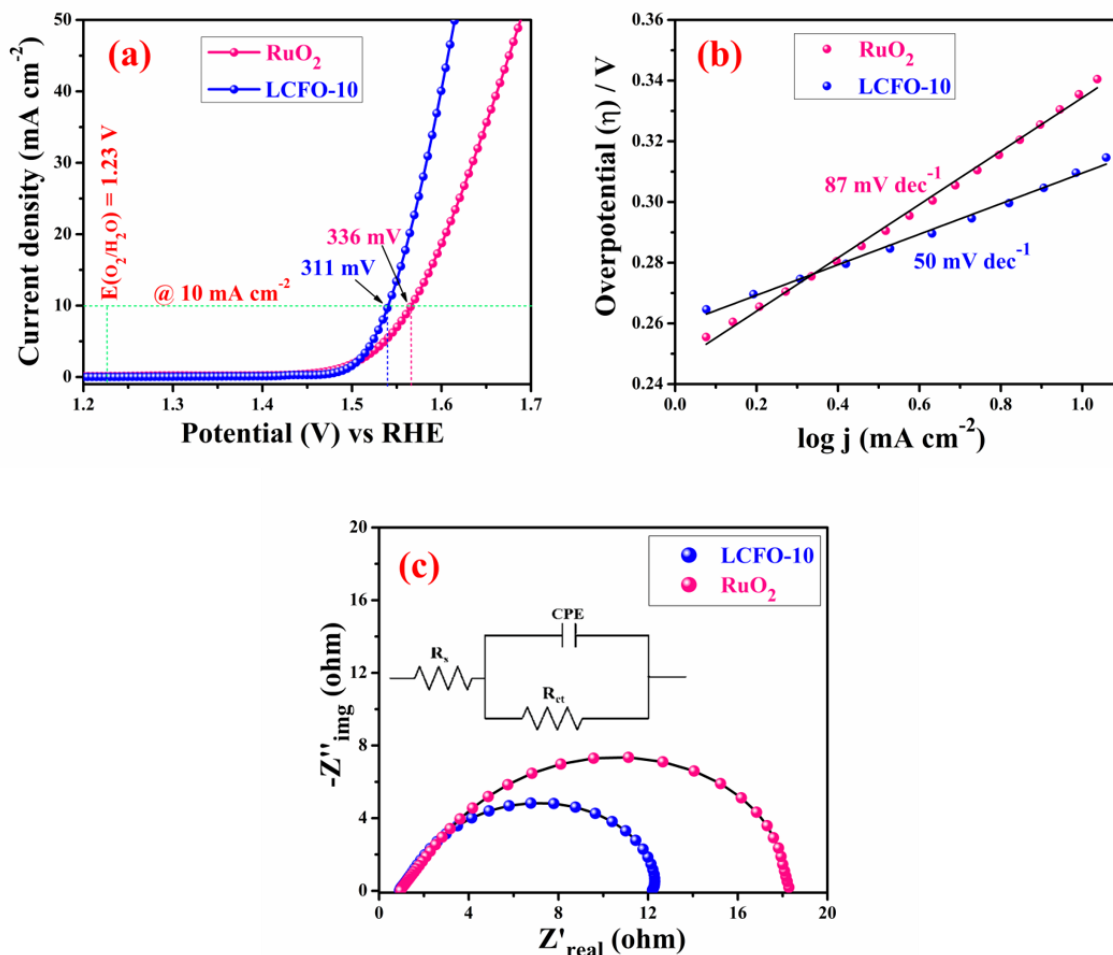 (a)
RuO₂
LCFO-10
E(O₂/H₂O) = 1.23 V
336 mV
311 mV
@ 10 mA cm⁻²
Current density (mA cm⁻²)
50
40
30
20
10
0
1.2 1.3 1.4 1.5 1.6 1.7
Potential (V) vs RHE
(b)
RuO₂
LCFO-10
87 mV dec⁻¹
50 mV dec⁻¹
Overpotential (η) / V
0.36
0.34
0.32
0.30
0.28
0.26
0.24
0.0 0.2 0.4 0.6 0.8 1.0
log j (mA cm⁻²)
(c)
LCFO-10
RuO₂
CPE
Rs
Rct
-Z''img (ohm)
20
16
12
8
4
0
0 4 8 12 16 20
Z'real (ohm)